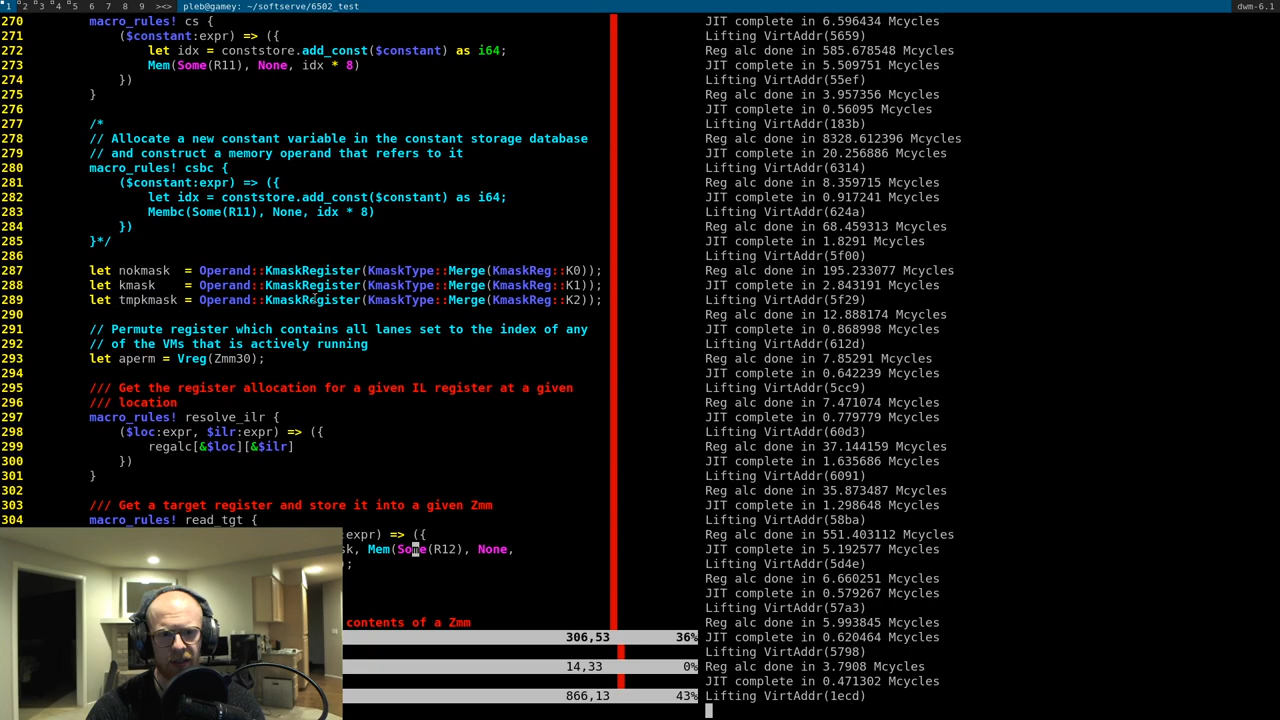 1 2 3 4 5 6 7 8 9 ><> pleb@gamey: ~/softserve/6502_test dwm-6.1
270 macro_rules! cs {
271 ($constant:expr) => ({
272 let idx = conststore.add_const($constant) as i64;
273 Mem(Some(R11), None, idx * 8)
274 })
275 }
276
277 /*
278 // Allocate a new constant variable in the constant storage database
279 // and construct a memory operand that refers to it
280 macro_rules! csbc {
281 ($constant:expr) => ({
282 let idx = conststore.add_const($constant) as i64;
283 Membc(Some(R11), None, idx * 8)
284 })
285 }*/
286
287 let nokmask = Operand::KmaskRegister(KmaskType::Merge(KmaskReg::K0));
288 let kmask = Operand::KmaskRegister(KmaskType::Merge(KmaskReg::K1));
289 let tmpkmask = Operand::KmaskRegister(KmaskType::Merge(KmaskReg::K2));
290
291 // Permute register which contains all lanes set to the index of any
292 // of the VMs that is actively running
293 let aperm = Vreg(Zmm30);
294
295 /// Get the register allocation for a given IL register at a given
296 /// location
297 macro_rules! resolve_ilr {
298 ($loc:expr, $ilr:expr) => ({
299 regalc[&$loc][&$ilr]
300 })
301 }
302
303 /// Get a target register and store it into a given Zmm
304 macro_rules! read_tgt {
:expr) => ({
sk, Mem(Some(R12), None,
);
contents of a Zmm
306,53 36%
14,33 0%
866,13 43%
JIT complete in 6.596434 Mcycles
Lifting VirtAddr(5659)
Reg alc done in 585.678548 Mcycles
JIT complete in 5.509751 Mcycles
Lifting VirtAddr(55ef)
Reg alc done in 3.957356 Mcycles
JIT complete in 0.56095 Mcycles
Lifting VirtAddr(183b)
Reg alc done in 8328.612396 Mcycles
JIT complete in 20.256886 Mcycles
Lifting VirtAddr(6314)
Reg alc done in 8.359715 Mcycles
JIT complete in 0.917241 Mcycles
Lifting VirtAddr(624a)
Reg alc done in 68.459313 Mcycles
JIT complete in 1.8291 Mcycles
Lifting VirtAddr(5f00)
Reg alc done in 195.233077 Mcycles
JIT complete in 2.843191 Mcycles
Lifting VirtAddr(5f29)
Reg alc done in 12.888174 Mcycles
JIT complete in 0.868998 Mcycles
Lifting VirtAddr(612d)
Reg alc done in 7.85291 Mcycles
JIT complete in 0.642239 Mcycles
Lifting VirtAddr(5cc9)
Reg alc done in 7.471074 Mcycles
JIT complete in 0.779779 Mcycles
Lifting VirtAddr(60d3)
Reg alc done in 37.144159 Mcycles
JIT complete in 1.635686 Mcycles
Lifting VirtAddr(6091)
Reg alc done in 35.873487 Mcycles
JIT complete in 1.298648 Mcycles
Lifting VirtAddr(58ba)
Reg alc done in 551.403112 Mcycles
JIT complete in 5.192577 Mcycles
Lifting VirtAddr(5d4e)
Reg alc done in 6.660251 Mcycles
JIT complete in 0.579267 Mcycles
Lifting VirtAddr(57a3)
Reg alc done in 5.993845 Mcycles
JIT complete in 0.620464 Mcycles
Lifting VirtAddr(5798)
Reg alc done in 3.7908 Mcycles
JIT complete in 0.471302 Mcycles
Lifting VirtAddr(1ecd)